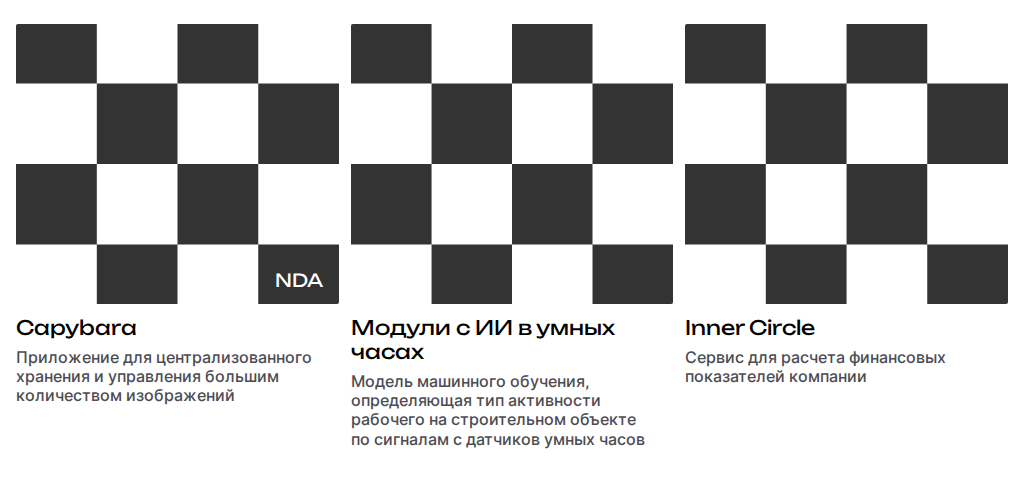 NDA
Capybara
Приложение для централизованного
хранения и управления большим
количеством изображений
Модули с ИИ в умных
часах
Модель машинного обучения,
определяющая тип активности
рабочего на строительном объекте
по сигналам с датчиков умных часов
Inner Circle
Сервис для расчета финансовых
показателей компании